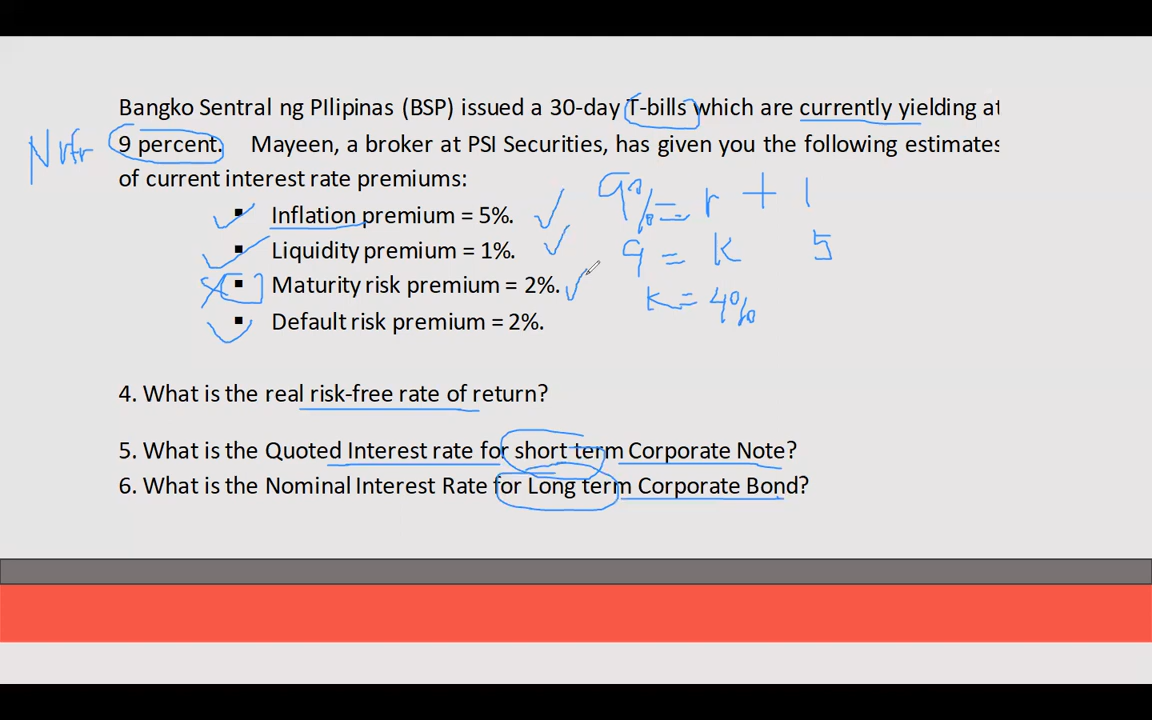 Bangko Sentral ng PIlipinas (BSP) issued a 30-day T-bills which are currently yielding at
9 percent. Mayeen, a broker at PSI Securities, has given you the following estimates
of current interest rate premiums:
▪ Inflation premium = 5%.
▪ Liquidity premium = 1%.
▪ Maturity risk premium = 2%.
▪ Default risk premium = 2%.
9% = r + 1
9 = k 5
k = 4%
4. What is the real risk-free rate of return?
5. What is the Quoted Interest rate for short term Corporate Note?
6. What is the Nominal Interest Rate for Long term Corporate Bond?